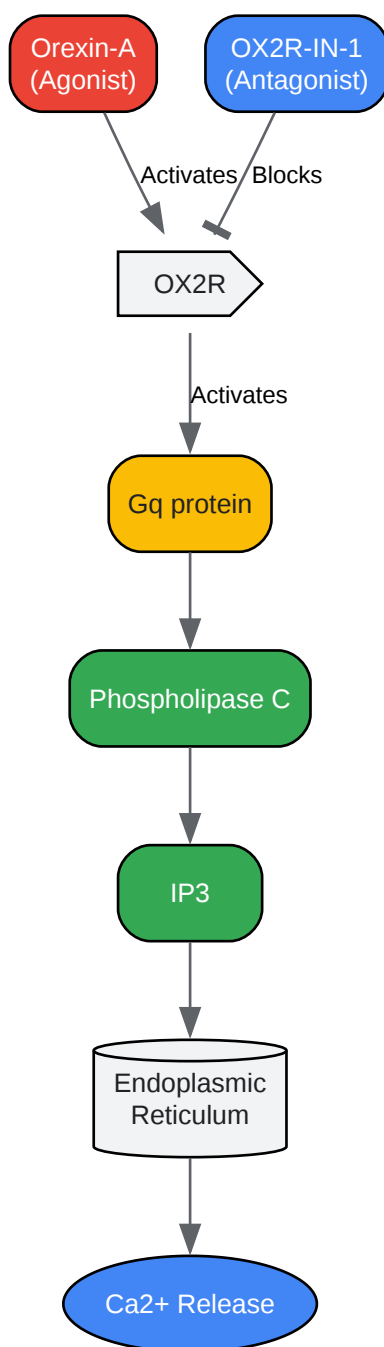 Orexin-A
(Agonist)
OX2R-IN-1
(Antagonist)
Activates
Blocks
OX2R
Activates
Gq protein
Phospholipase C
IP3
Endoplasmic
Reticulum
Ca2+ Release